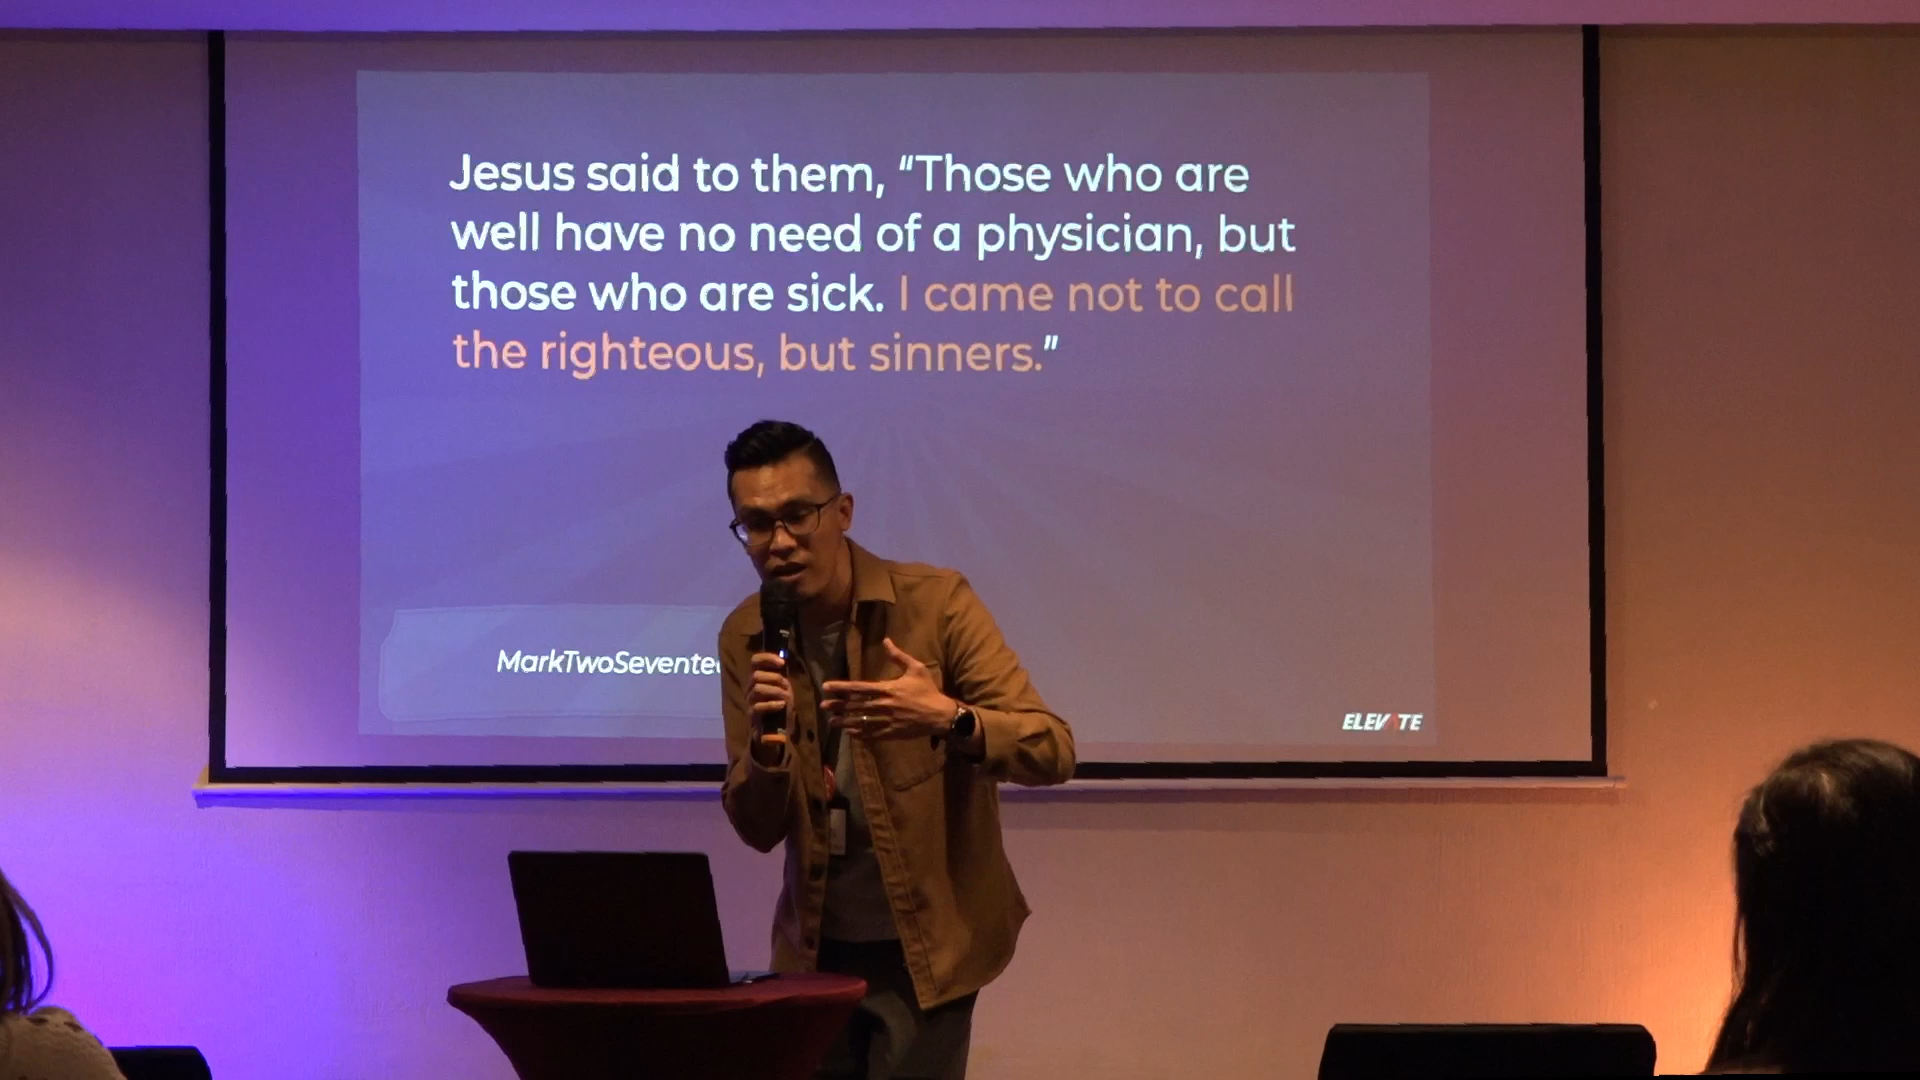 Jesus said to them, “Those who are
well have no need of a physician, but
those who are sick. I came not to call
the righteous, but sinners.”
ELEVATE